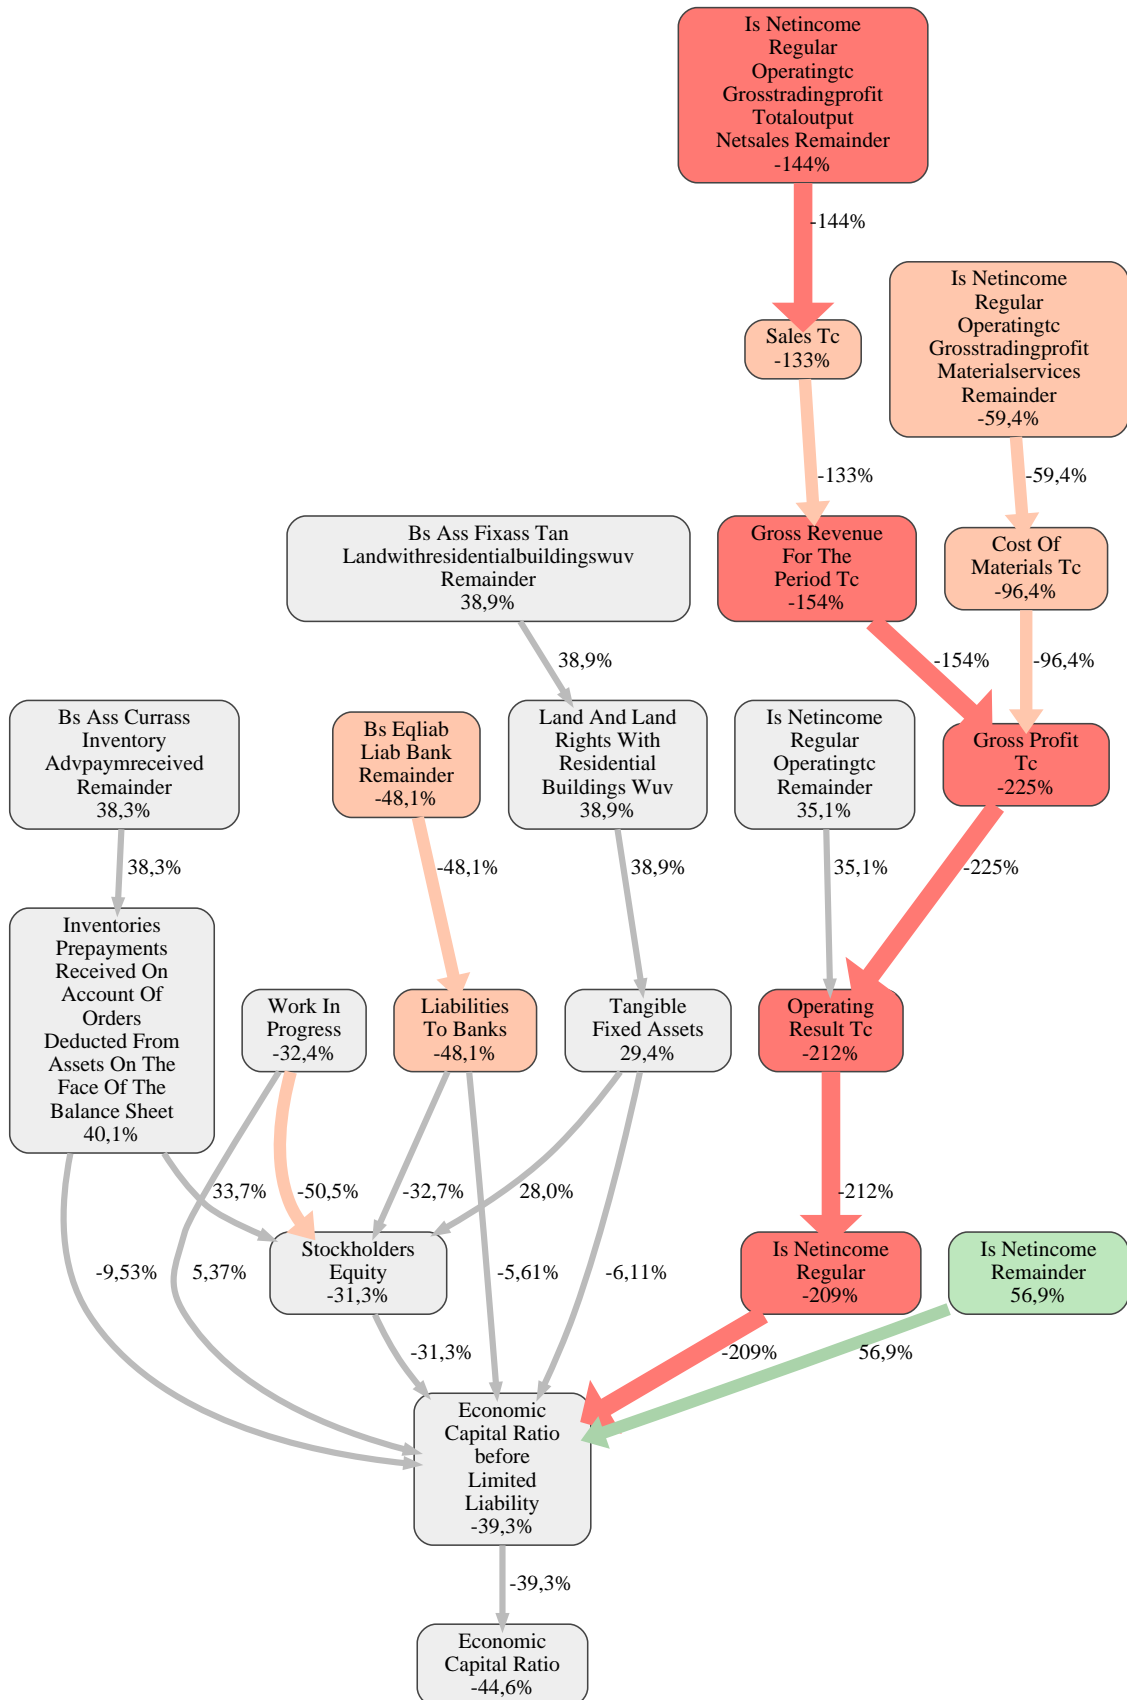 Is Netincome
Regular
Operatingtc
Grosstradingprofit
Totaloutput
Netsales Remainder
-144%
-144%
Is Netincome
Regular
Operatingtc
Grosstradingprofit
Materialservices
Remainder
-59,4%
Sales Tc
-133%
-133%
-59,4%
Bs Ass Fixass Tan
Landwithresidentialbuildingswuv
Remainder
38,9%
Gross Revenue
For The
Period Tc
-154%
Cost Of
Materials Tc
-96,4%
38,9%
-154%
-96,4%
Bs Ass Currass
Inventory
Advpaymreceived
Remainder
38,3%
Bs Eqliab
Liab Bank
Remainder
-48,1%
Land And Land
Rights With
Residential
Buildings Wuv
38,9%
Is Netincome
Regular
Operatingtc
Remainder
35,1%
Gross Profit
Tc
-225%
38,3%
-48,1%
38,9%
35,1%
-225%
Inventories
Prepayments
Received On
Account Of
Orders
Deducted From
Assets On The
Face Of The
Balance Sheet
40,1%
Work In
Progress
-32,4%
Liabilities
To Banks
-48,1%
Tangible
Fixed Assets
29,4%
Operating
Result Tc
-212%
33,7%
-50,5%
-32,7%
28,0%
-212%
Stockholders
Equity
-31,3%
Is Netincome
Regular
-209%
Is Netincome
Remainder
56,9%
-9,53%
5,37%
-5,61%
-6,11%
-31,3%
-209%
56,9%
Economic
Capital Ratio
before
Limited
Liability
-39,3%
-39,3%
Economic
Capital Ratio
-44,6%